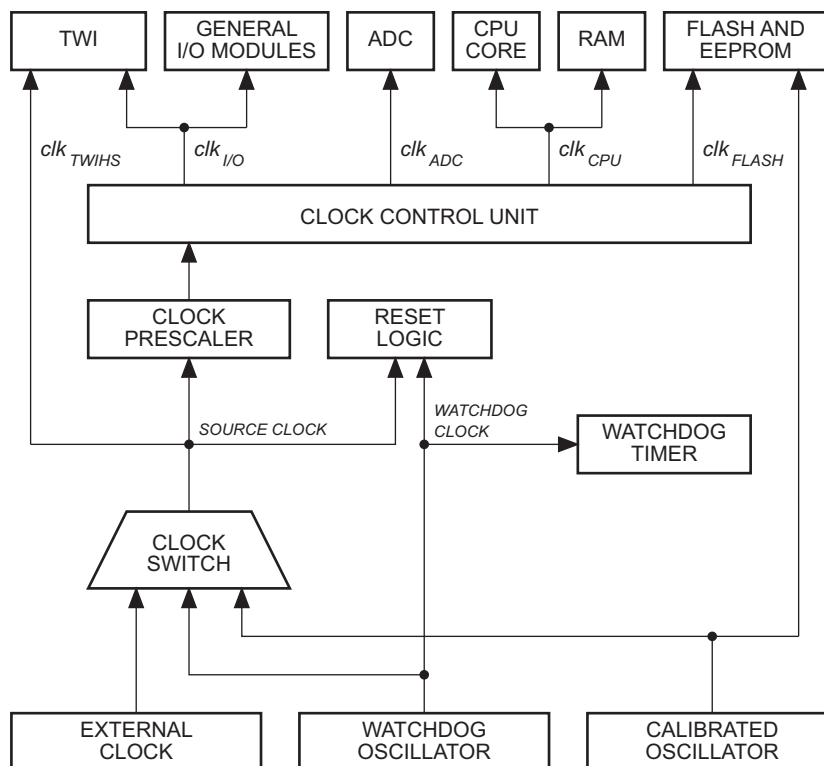 TWI
GENERAL
I/O MODULES
ADC
CPU
CORE
RAM
FLASH AND
EEPROM
clk TWIHS
clk I/O
clk ADC
clk CPU
clk FLASH
CLOCK CONTROL UNIT
CLOCK
PRESCALER
RESET
LOGIC
SOURCE CLOCK
WATCHDOG
CLOCK
WATCHDOG
TIMER
CLOCK
SWITCH
EXTERNAL
CLOCK
WATCHDOG
OSCILLATOR
CALIBRATED
OSCILLATOR